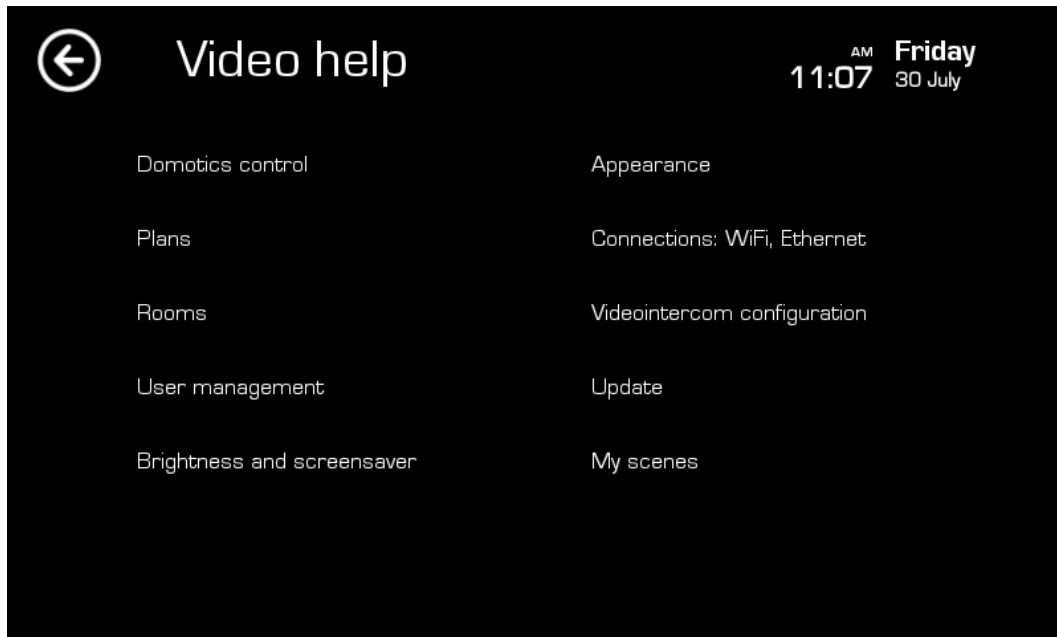 Video help
AM
11:07
Friday
30 July
Domotics control
Appearance
Plans
Connections: WiFi, Ethernet
Rooms
Videointercom configuration
User management
Update
Brightness and screensaver
My scenes